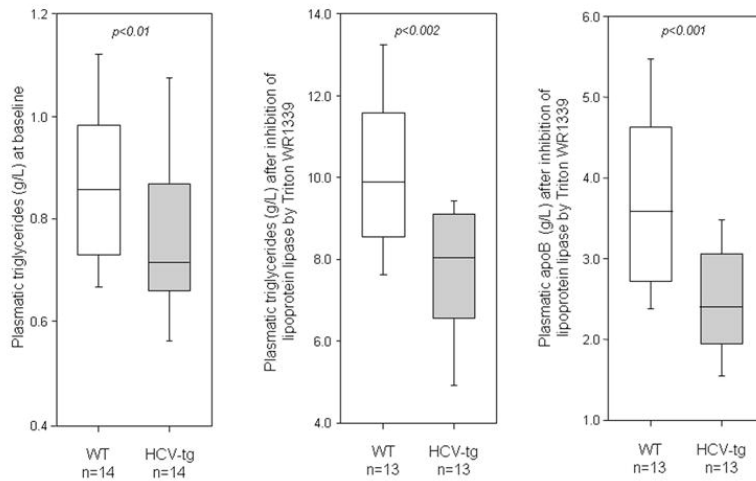 Plasmatic triglycerides (g/L) at baseline
1.2
1.0
0.8
0.6
0.4
p<0.01
WT
n=14
HCV-tg
n=14
Plasmatic triglycerides (g/L) after inhibition of
lipoprotein lipase by Triton WR1339
14.0
12.0
10.0
8.0
6.0
4.0
p<0.002
WT
n=13
HCV-tg
n=13
Plasmatic apoB (g/L) after inhibition of
lipoprotein lipase by Triton WR1339
6.0
5.0
4.0
3.0
2.0
1.0
p<0.001
WT
n=13
HCV-tg
n=13